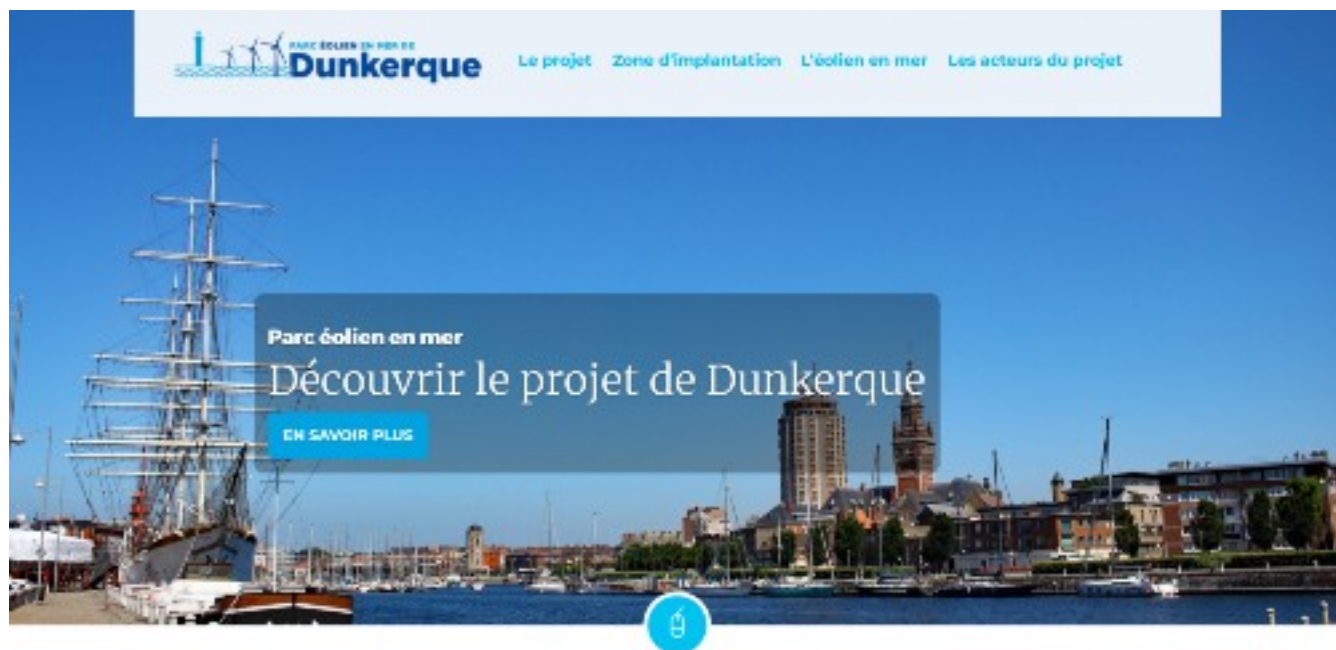 PARC ÉOLIEN EN MER DE
Dunkerque
Le projet Zone d'implantation L'éolien en mer Les acteurs du projet
Parc éolien en mer
Découvrir le projet de Dunkerque
EN SAVOIR PLUS